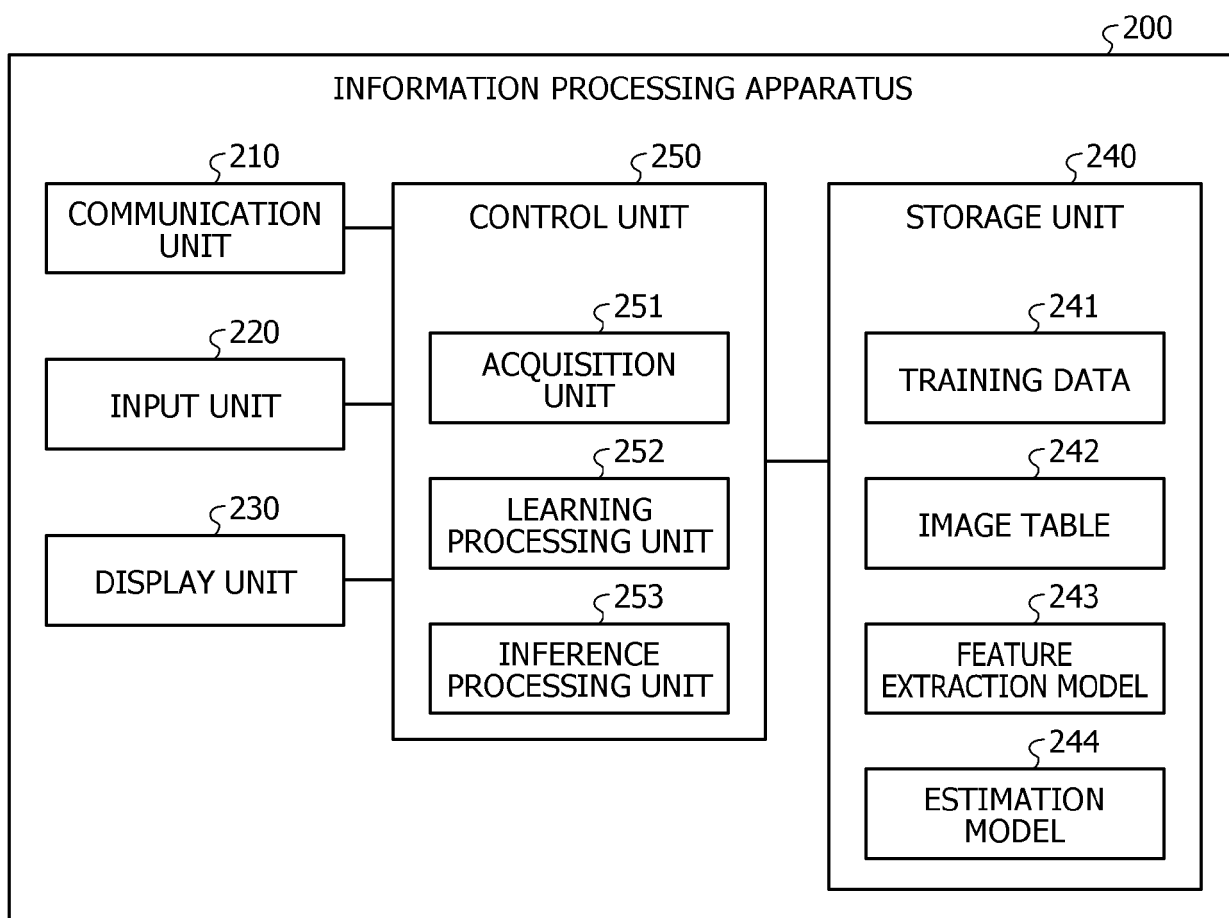 200
INFORMATION PROCESSING APPARATUS
210
COMMUNICATION
UNIT
220
INPUT UNIT
230
DISPLAY UNIT
250
CONTROL UNIT
251
ACQUISITION
UNIT
252
LEARNING
PROCESSING UNIT
253
INFERENCE
PROCESSING UNIT
240
STORAGE UNIT
241
TRAINING DATA
242
IMAGE TABLE
243
FEATURE
EXTRACTION MODEL
244
ESTIMATION
MODEL